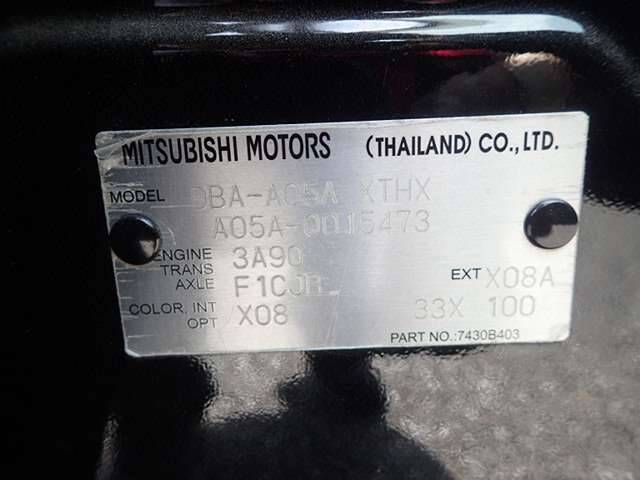 MITSUBISHI MOTORS (THAILAND) CO.,LTD.
MODEL DBA-A05A XTHX
A05A-0015473
ENGINE 3A90
TRANS AXLE F1CJR
EXT X08A
COLOR, INT OPT X08 33X 100
PART NO.:7430B403